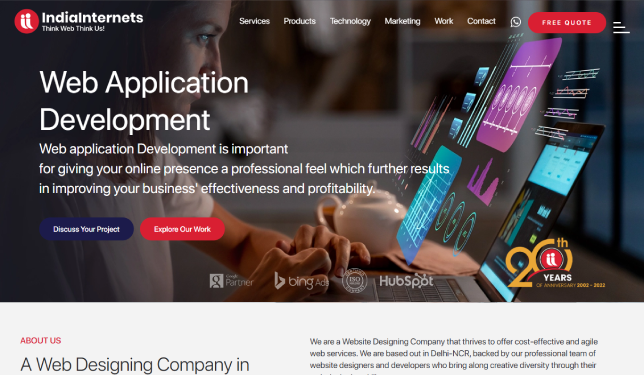 IndiaInternets
Think Web Think Us!
Services Products Technology Marketing Work Contact FREE QUOTE
Web Application
Development
Web application Development is important
for giving your online presence a professional feel which further results
in improving your business' effectiveness and profitability.
Discuss Your Project Explore Our Work
Google
Partner
bing Ads
ISO
HubSpot
20th
YEARS
OF ANNIVERSARY 2002 - 2022
ABOUT US
A Web Designing Company in
We are a Website Designing Company that thrives to offer cost-effective and agile
web services. We are based out in Delhi-NCR, backed by our professional team of
website designers and developers who bring along creative diversity through their